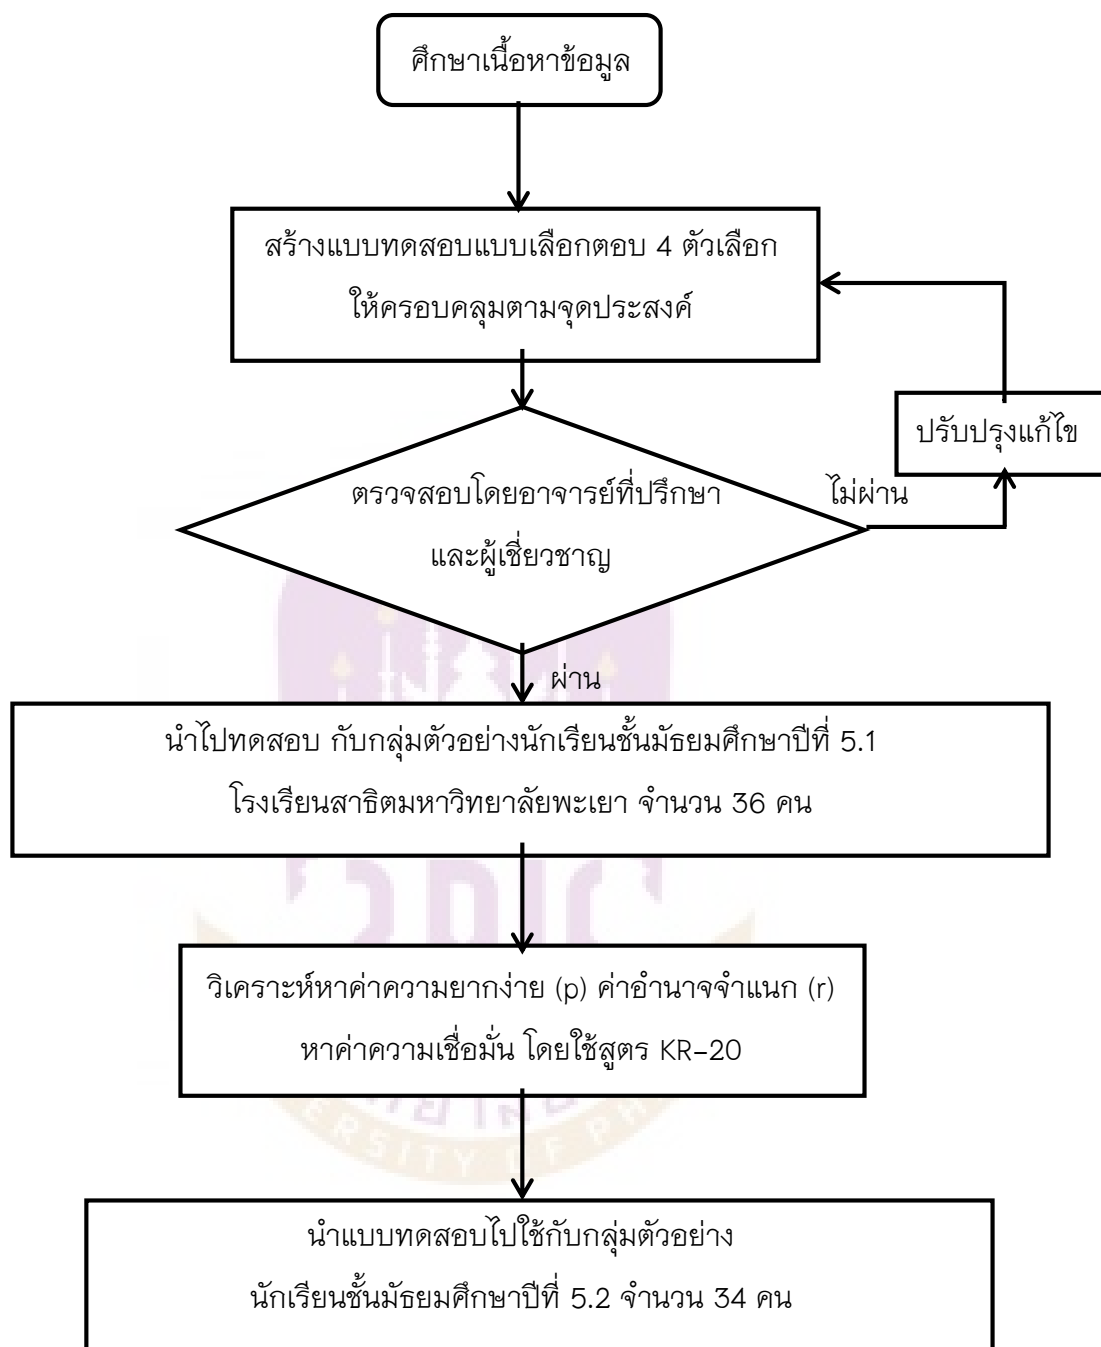 ศึกษาเนื้อหาข้อมูล
สร้างแบบทดสอบแบบเลือกตอบ 4 ตัวเลือก
ให้ครอบคลุมตามจุดประสงค์
ปรับปรุงแก้ไข
ไม่ผ่าน
ตรวจสอบโดยอาจารย์ที่ปรึกษา
และผู้เชี่ยวชาญ
ผ่าน
นำไปทดสอบ กับกลุ่มตัวอย่างนักเรียนชั้นมัธยมศึกษาปีที่ 5.1
โรงเรียนสาธิตมหาวิทยาลัยพะเยา จำนวน 36 คน
วิเคราะห์หาค่าความยากง่าย (p) ค่าอำนาจจำแนก (r)
หาค่าความเชื่อมั่น โดยใช้สูตร KR-20
นำแบบทดสอบไปใช้กับกลุ่มตัวอย่าง
นักเรียนชั้นมัธยมศึกษาปีที่ 5.2 จำนวน 34 คน